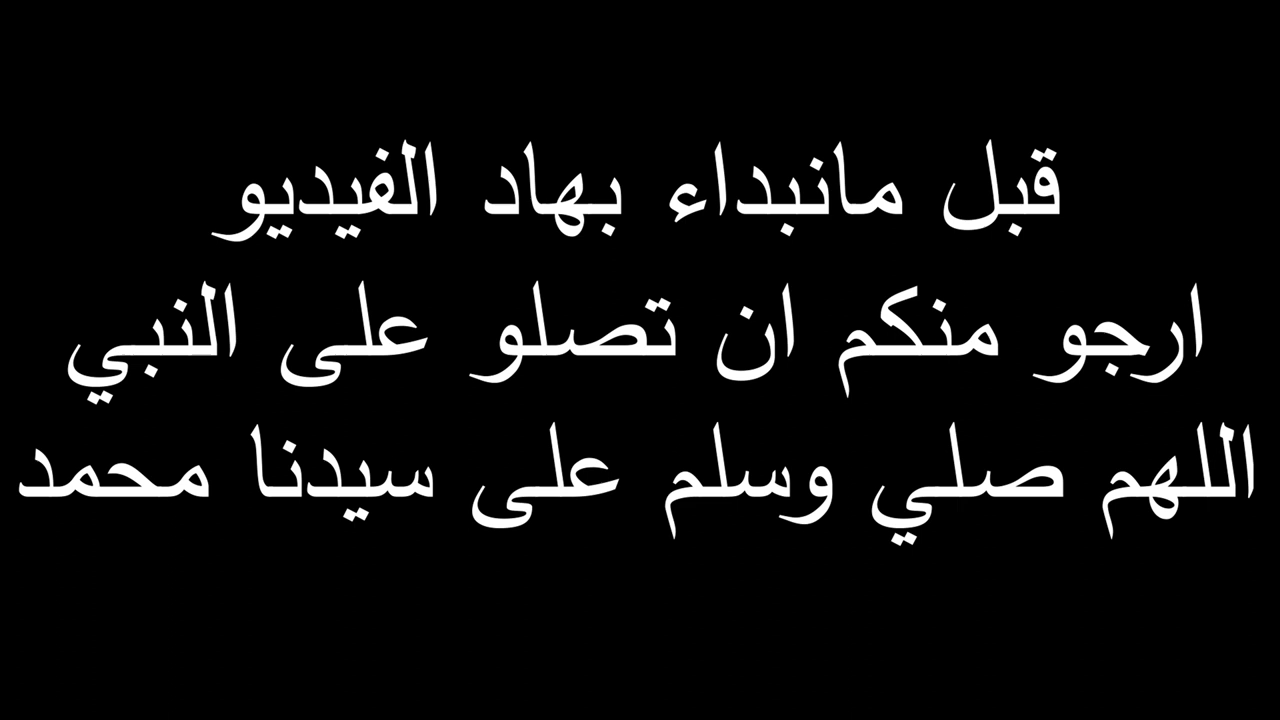 قبل مانبداء بهاد الفيديو
ارجو منكم ان تصلو على النبي
اللهم صلي وسلم على سيدنا محمد